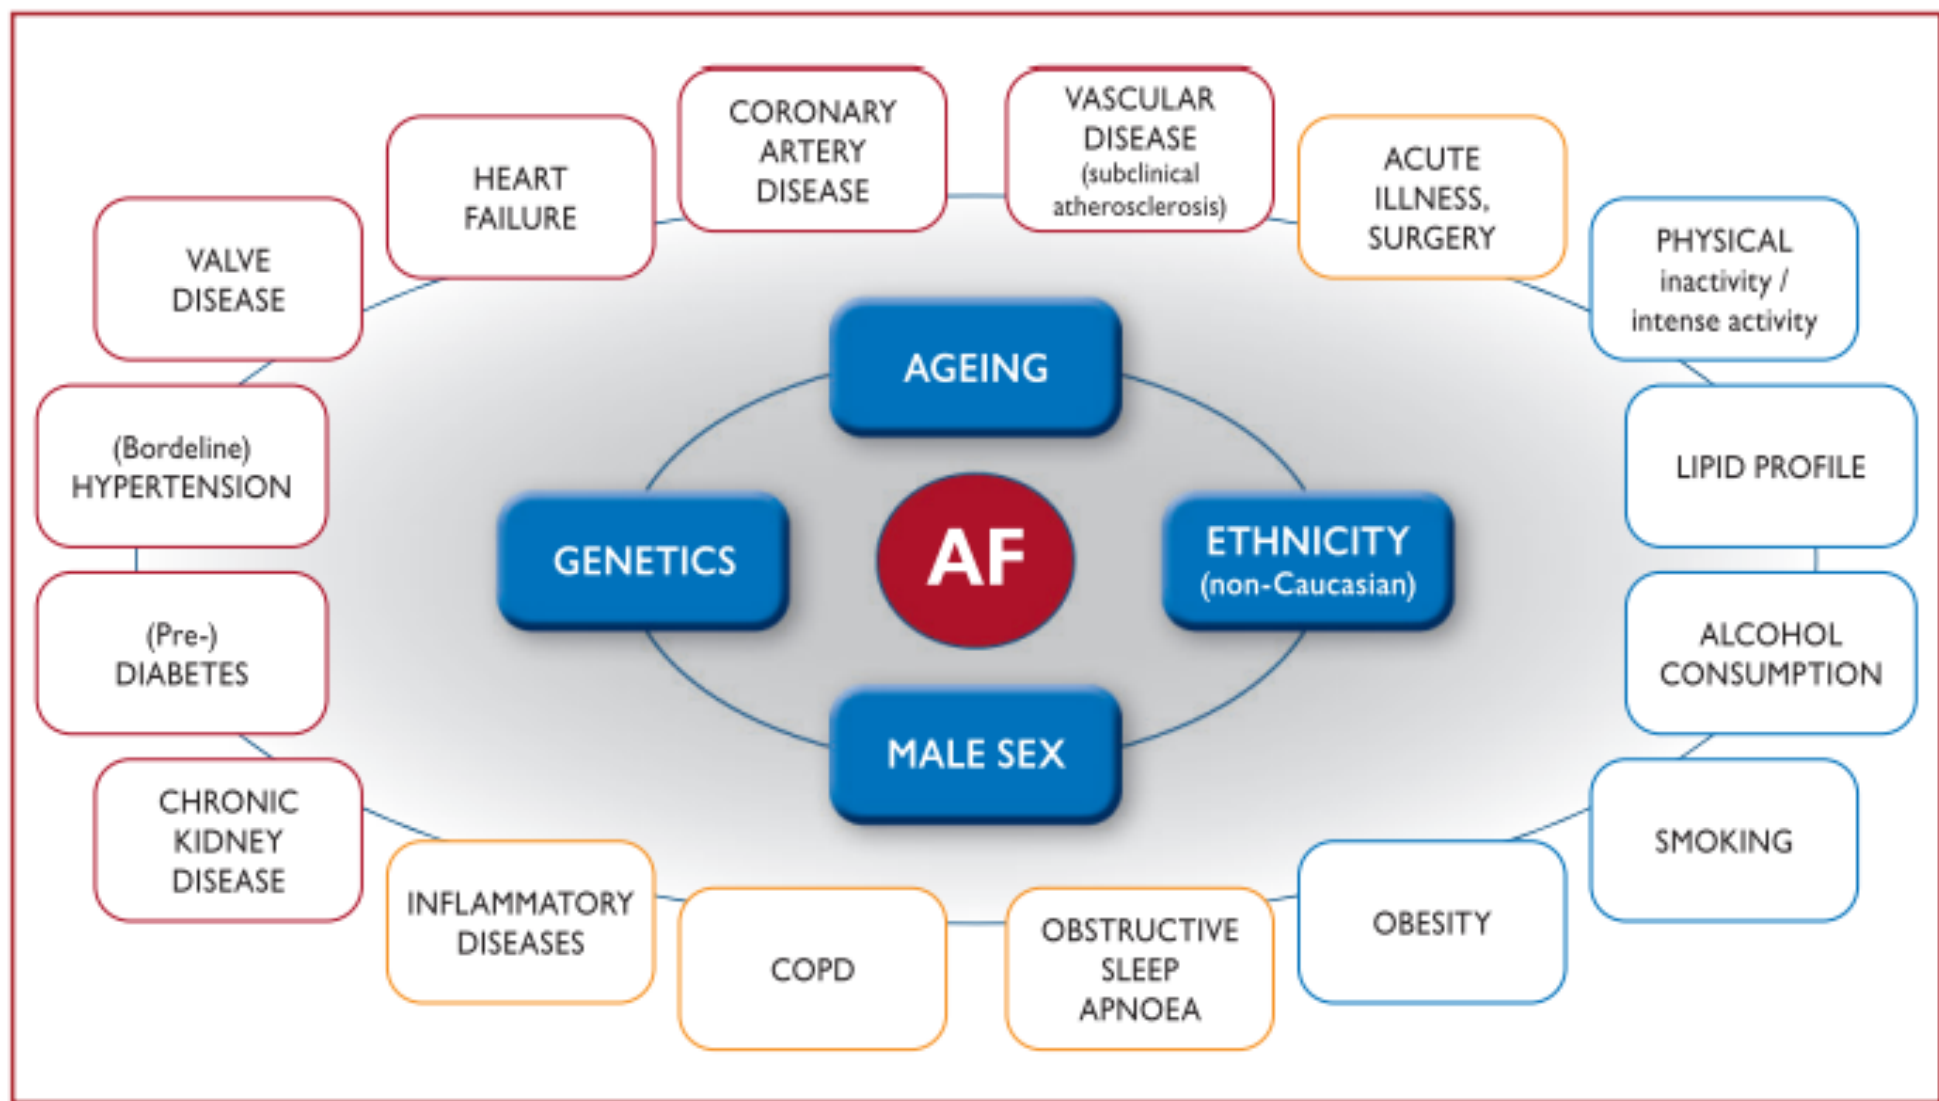 CORONARY
ARTERY
DISEASE
VASCULAR
DISEASE
(subclinical
atherosclerosis)
HEART
FAILURE
ACUTE
ILLNESS,
SURGERY
VALVE
DISEASE
PHYSICAL
inactivity /
intense activity
AGEING
(Bordeline)
HYPERTENSION
LIPID PROFILE
GENETICS
AF
ETHNICITY
(non-Caucasian)
(Pre-)
DIABETES
ALCOHOL
CONSUMPTION
MALE SEX
CHRONIC
KIDNEY
DISEASE
SMOKING
INFLAMMATORY
DISEASES
COPD
OBSTRUCTIVE
SLEEP
APNOEA
OBESITY